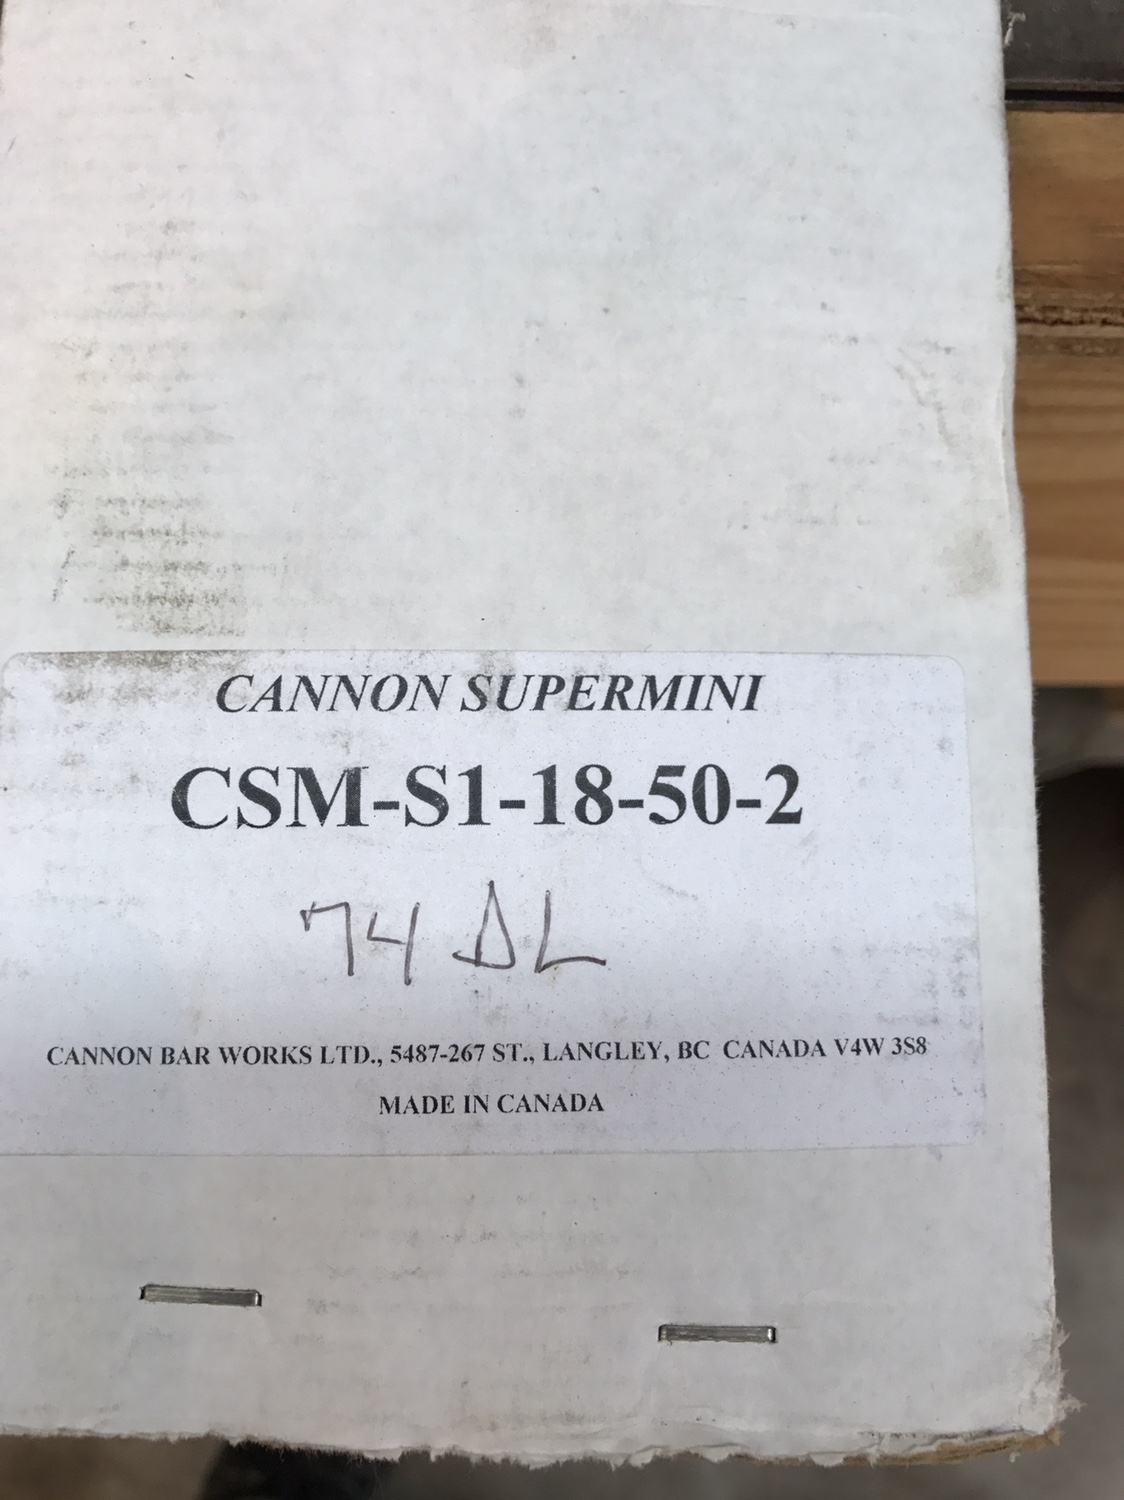 CANNON SUPERMINI
CSM-S1-18-50-2
74 DL
CANNON BAR WORKS LTD., 5487-267 ST., LANGLEY, BC CANADA V4W 3S8
MADE IN CANADA